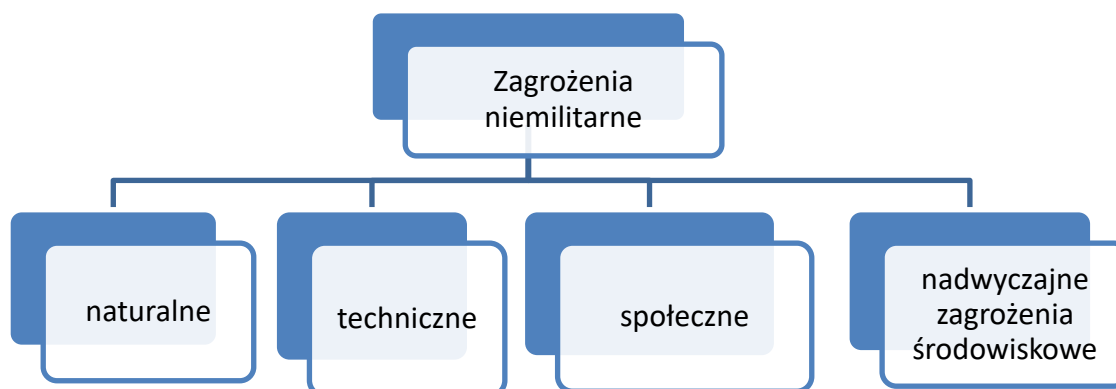 Zagrożenia
niemilitarne
naturalne
techniczne
społeczne
nadwyczajne
zagrożenia
środowiskowe